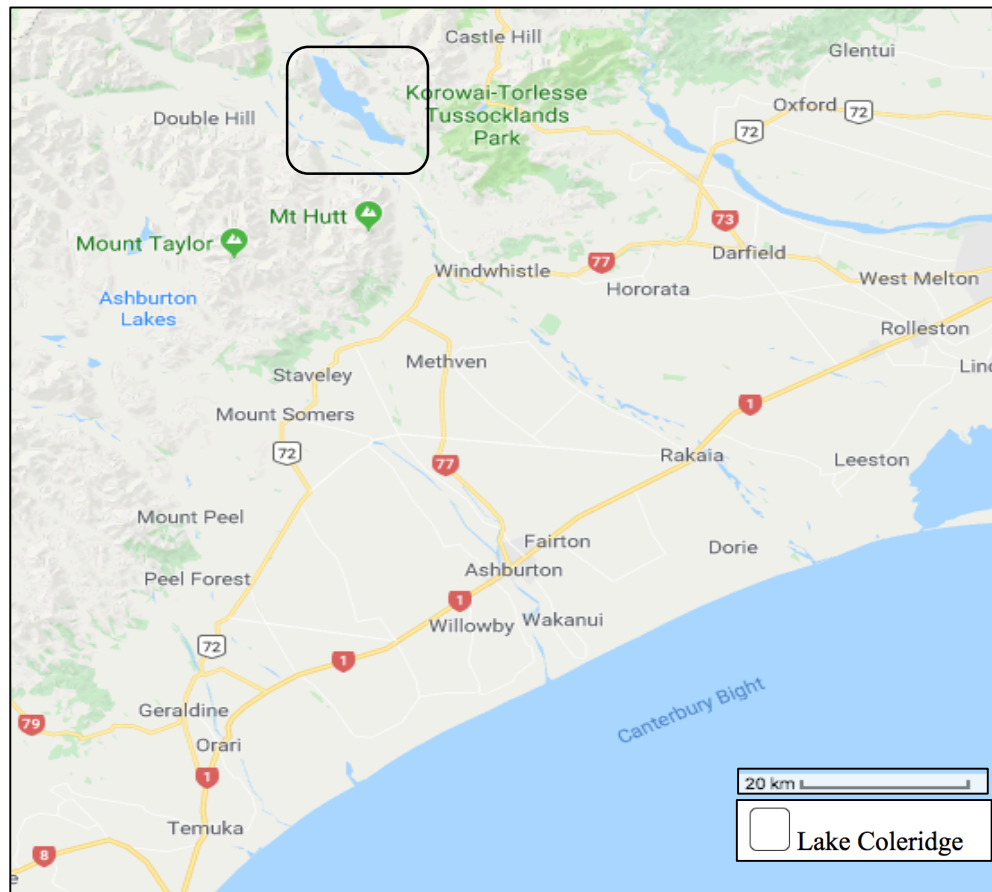 Castle Hill
Glentui
Korowai-Torlesse
Tussocklands
Park
Oxford
72
72
Double Hill
Mt Hutt
73
Mount Taylor
Darfield
77
Windwhistle
West Melton
Hororata
Ashburton
Lakes
Rolleston
Methven
Linc
Staveley
1
Mount Somers
72
Rakaia
Leeston
77
Mount Peel
Fairton
Dorie
Ashburton
Peel Forest
1
Willowby
Wakanui
72
1
Canterbury Bight
Geraldine
79
Orari
1
20 km
Temuka
Lake Coleridge
8
e